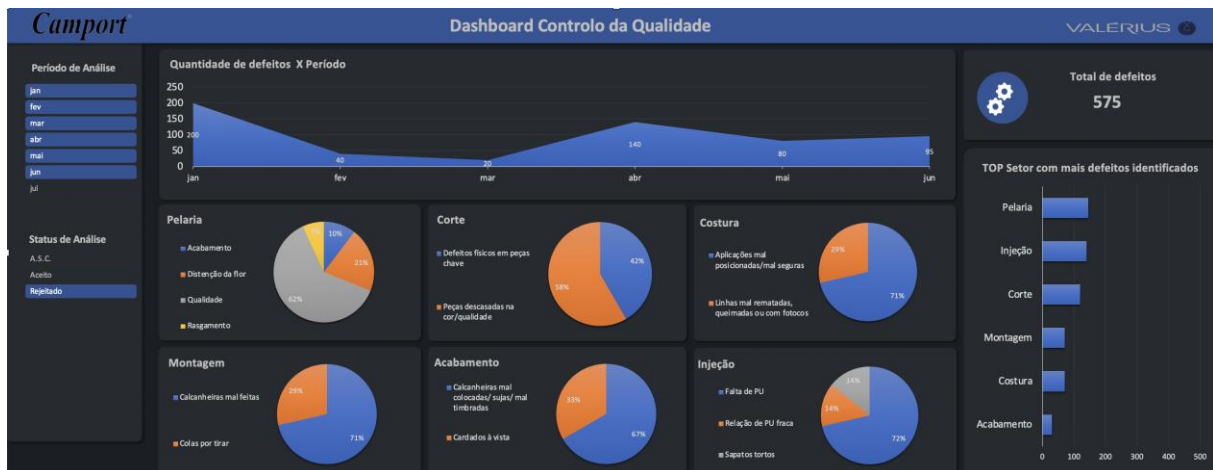 Camport
Dashboard Controlo da Qualidade
VALÉRIUS
Período de Análise
jan
fev
mar
abr
mai
jun
jul
Status de Análise
A.S.C.
Aceito
Rejeitado
Quantidade de defeitos X Período
250
200
150
100
50
0
200
40
20
140
80
95
jan
fev
mar
abr
mai
jun
Total de defeitos
575
Pelaria
Acabamento
Distenção da flor
Qualidade
Rasgamento
7%
10%
21%
62%
Corte
Defeitos físicos em peças
chave
Peças descasadas na
cor/qualidade
42%
58%
Costura
Aplicações mal
posicionadas/mal seguras
Linhas mal rematadas,
queimadas ou com fotocos
29%
71%
Montagem
Calcanheiras mal feitas
Colas por tirar
29%
71%
Acabamento
Calcanheiras mal
colocadas/ sujas/ mal
timbradas
Cardados à vista
33%
67%
Injeção
Falta de PU
Relação de PU fraca
Sapatos tortos
14%
14%
72%
TOP Setor com mais defeitos identificados
Pelaria
Injeção
Corte
Montagem
Costura
Acabamento
0 100 200 300 400 500